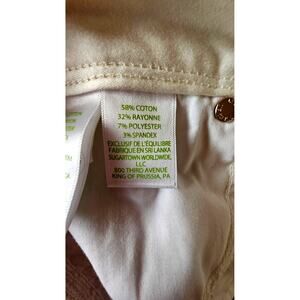 58% COTON
32% RAYONNE
7% POLYESTER
3% SPANDEX
EXCLUSIF DE L'ÉQUILIBRE
FABRIQUE EN SRI LANKA
SUGARTOWN WORLDWIDE,
LLC
800 THIRD AVENUE
KING OF PRUSSIA, PA